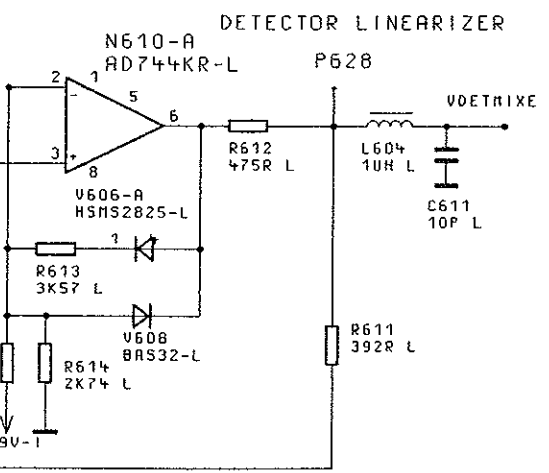 DETECTOR LINEARIZER
N610-A
AD744KR-L
P628
2
1
5
6
3
8
-
+
VDETMIXE
R612
475R L
L604
1UH L
C611
10P L
V606-A
HSMS2825-L
1
R613
3K57 L
V608
BAS32-L
R611
392R L
R614
2K74 L
9V-1